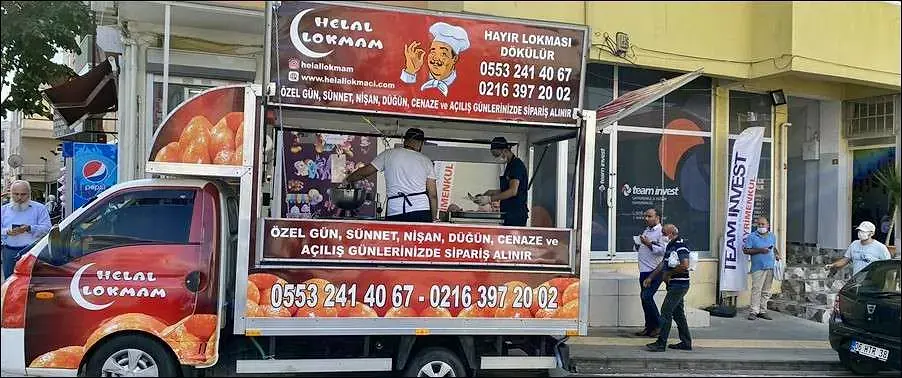 HELAL
LOKMAM
helallokmam
www.helallokmaci.com
HAYIR LOKMASI
DÖKÜLÜR
0553 241 40 67
0216 397 20 02
ÖZEL GÜN, SÜNNET, NİŞAN, DÜĞÜN, CENAZE ve AÇILIŞ GÜNLERİNİZDE SİPARİŞ ALINIR
pepsi
ÖZEL GÜN, SÜNNET, NİŞAN, DÜĞÜN, CENAZE ve
AÇILIŞ GÜNLERİNİZDE SİPARİŞ ALINIR
HELAL
LOKMAM
0553 241 40 67 - 0216 397 20 02
team invest
team invest
TEAM INVEST